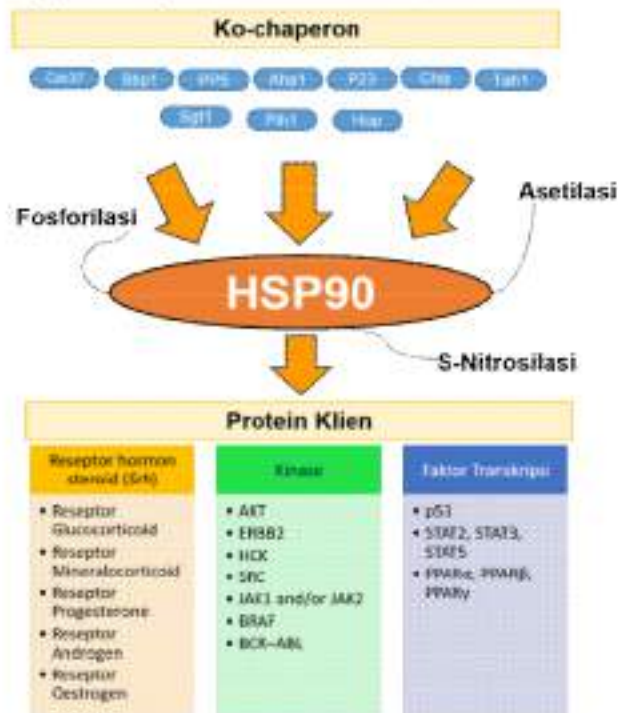 Ko-chaperon
Cdc37 PP5 Aha1 P23 Chip Tah1
Sgt1 Pih1 Hop
Fosforilasi
Asetilasi
HSP90
S-Nitrosilasi
Protein Klien
Reseptor hormon
steroid (SrH)
Kinase
Faktor Transkripsi
• Reseptor
Glucocorticoid
• Reseptor
Mineralocorticoid
• Reseptor
Progesterone
• Reseptor
Androgen
• Reseptor
Oestrogen
• AKT
• ERBB2
• HCK
• SRC
• JAK1 and/or JAK2
• BRAF
• BCR-ABL
• p53
• STAT2, STAT3,
STAT5
• PPARα, PPARβ,
PPARγ